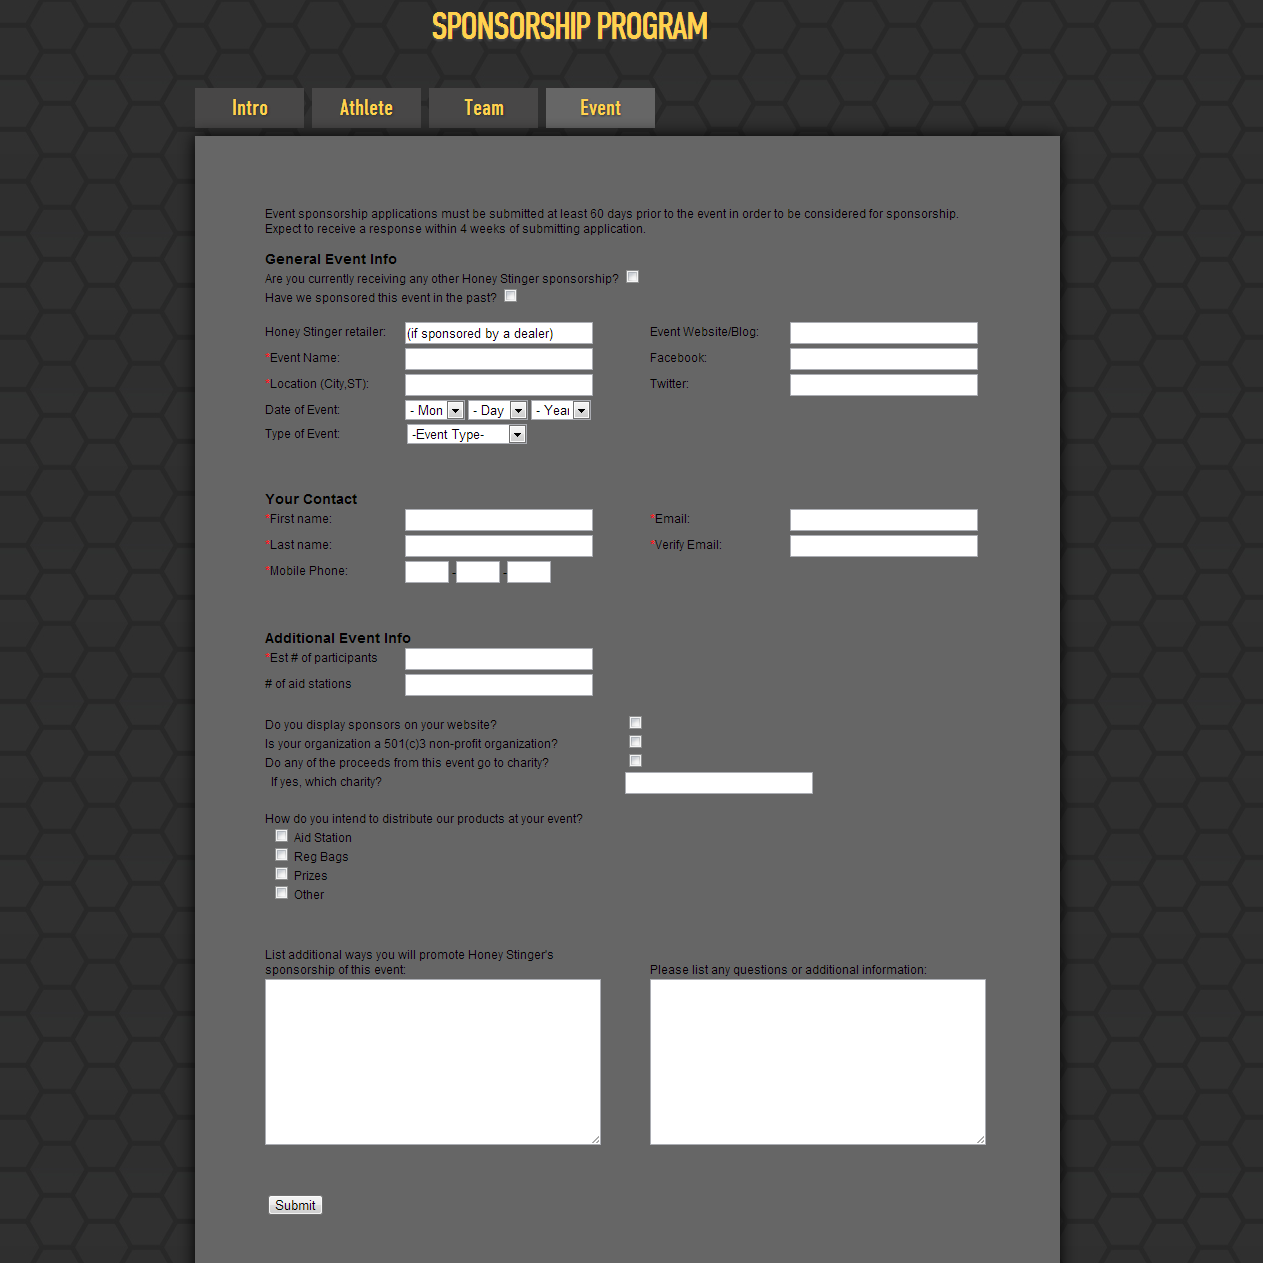 SPONSORSHIP PROGRAM
Intro Athlete Team Event
Event sponsorship applications must be submitted at least 60 days prior to the event in order to be considered for sponsorship.
Expect to receive a response within 4 weeks of submitting application.
General Event Info
Are you currently receiving any other Honey Stinger sponsorship?
Have we sponsored this event in the past?
Honey Stinger retailer: (if sponsored by a dealer) Event Website/Blog:
*Event Name: Facebook:
*Location (City,ST): Twitter:
Date of Event: - Mon - Day - Year
Type of Event: -Event Type-
Your Contact
*First name: *Email:
*Last name: *Verify Email:
*Mobile Phone: - -
Additional Event Info
*Est # of participants
# of aid stations
Do you display sponsors on your website?
Is your organization a 501(c)3 non-profit organization?
Do any of the proceeds from this event go to charity?
If yes, which charity?
How do you intend to distribute our products at your event?
Aid Station
Reg Bags
Prizes
Other
List additional ways you will promote Honey Stinger's
sponsorship of this event: Please list any questions or additional information:
Submit